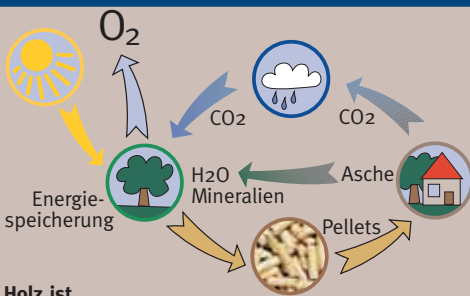 O2
CO2
CO2
H2O
Mineralien
Asche
Energie-
speicherung
Pellets
Holz ist